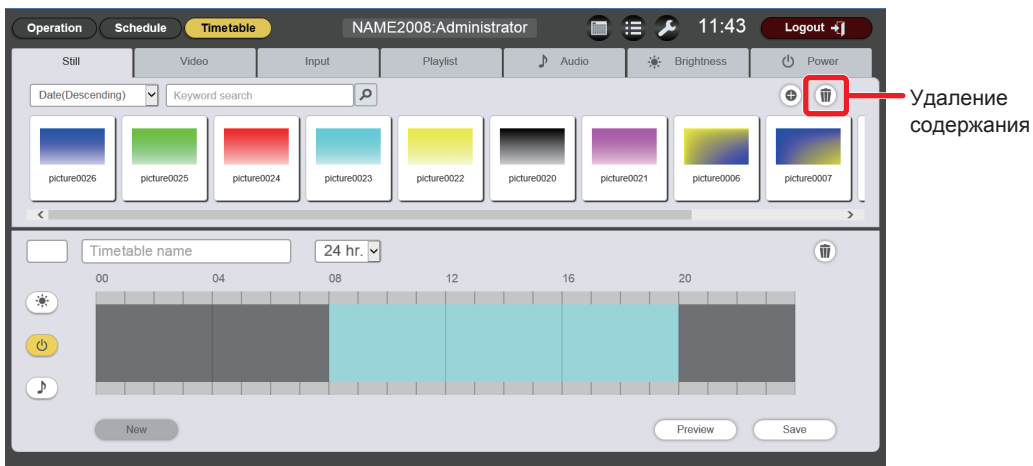 Operation Schedule Timetable NAME2008:Administrator 11:43 Logout
Still Video Input Playlist Audio Brightness Power
Date(Descending) Keyword search
Удаление
содержания
picture0026 picture0025 picture0024 picture0023 picture0022 picture0020 picture0021 picture0006 picture0007
Timetable name 24 hr.
00 04 08 12 16 20
New Preview Save